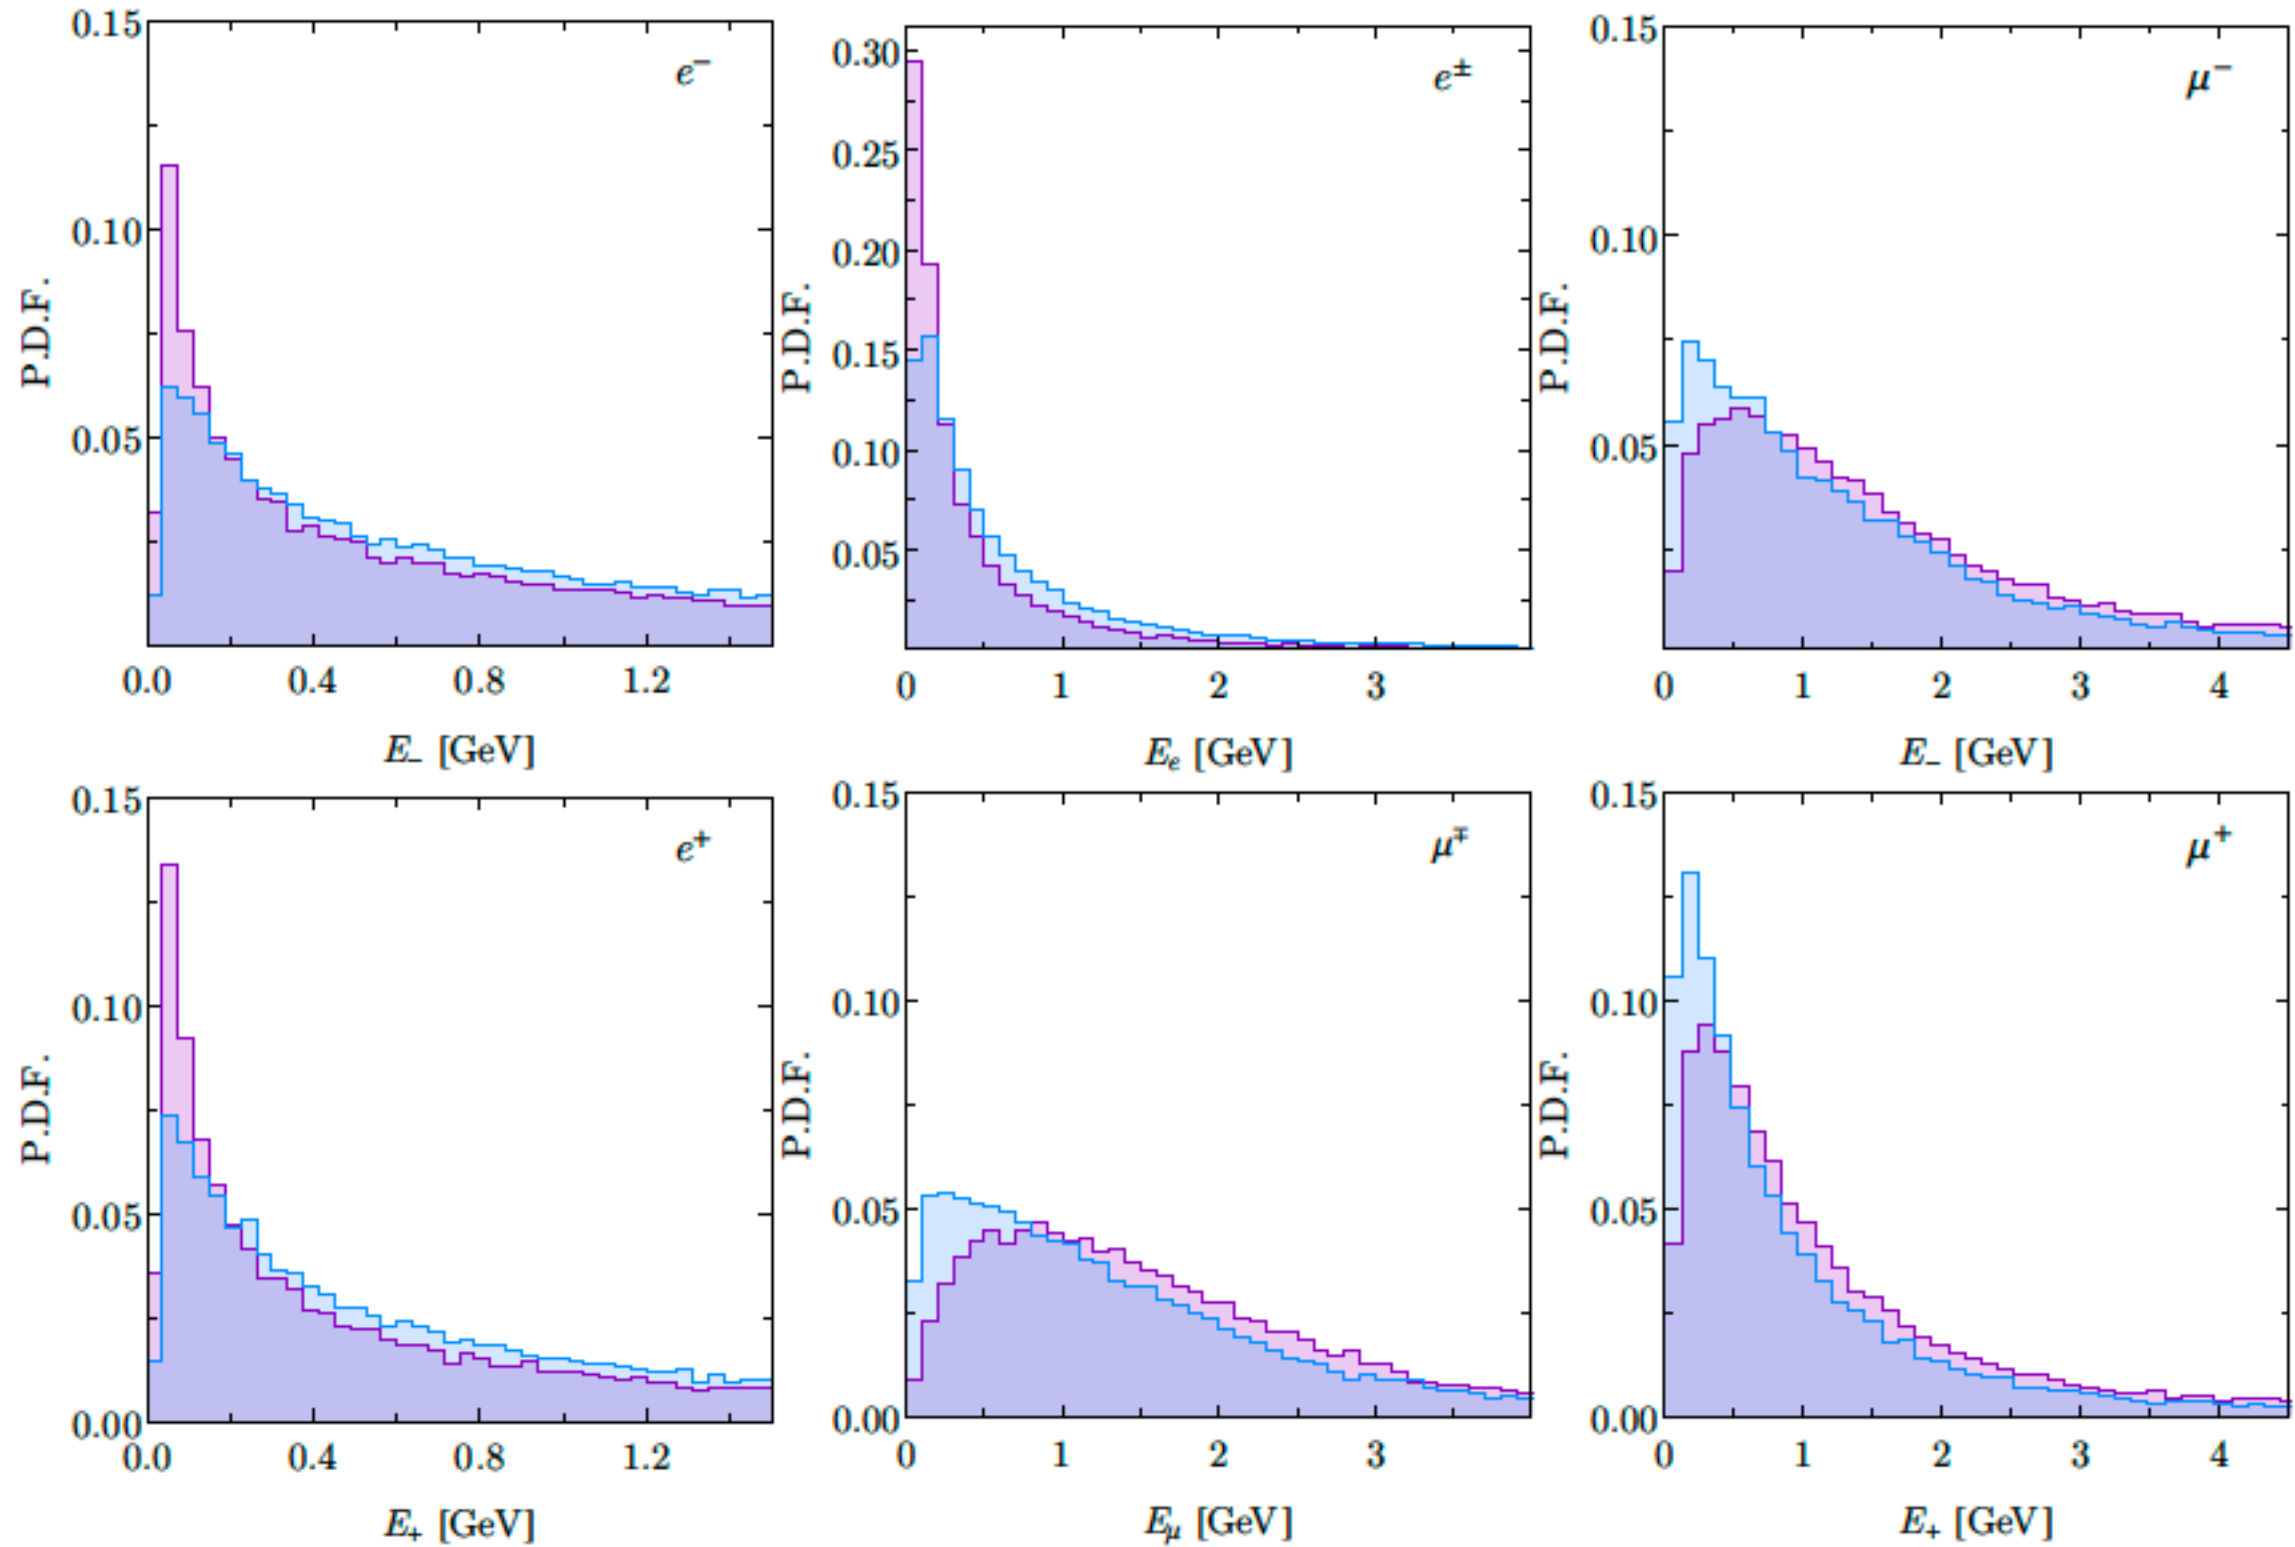 0.15
0.10
0.05
P.D.F.
e⁻
0.0 0.4 0.8 1.2
E₋ [GeV]
0.30
0.25
0.20
0.15
0.10
0.05
P.D.F.
e±
0 1 2 3
Eₑ [GeV]
0.15
0.10
0.05
P.D.F.
μ⁻
0 1 2 3 4
E₋ [GeV]
0.15
0.10
0.05
0.00
P.D.F.
e⁺
0.0 0.4 0.8 1.2
E₊ [GeV]
0.15
0.10
0.05
0.00
P.D.F.
μ∓
0 1 2 3
Eμ [GeV]
0.15
0.10
0.05
0.00
P.D.F.
μ⁺
0 1 2 3 4
E₊ [GeV]